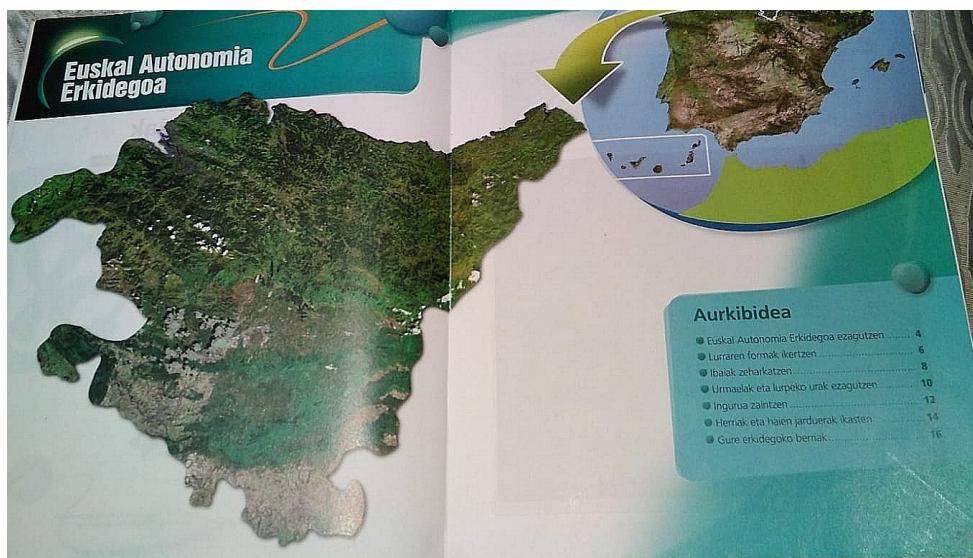 Euskal Autonomia
Erkidegoa
Aurkibidea
Euskal Autonomia Erkidegoa ezagutzen........ 4
Lurraren formak ikertzen........ 6
Ibaiak zeharkatzen........ 8
Urmaelak eta lurpeko urak ezagutzen........ 10
Ingurua zaintzen........ 12
Herriak eta haien jarduerak ikasten........ 14
Gure erkidegoko berriak........ 16